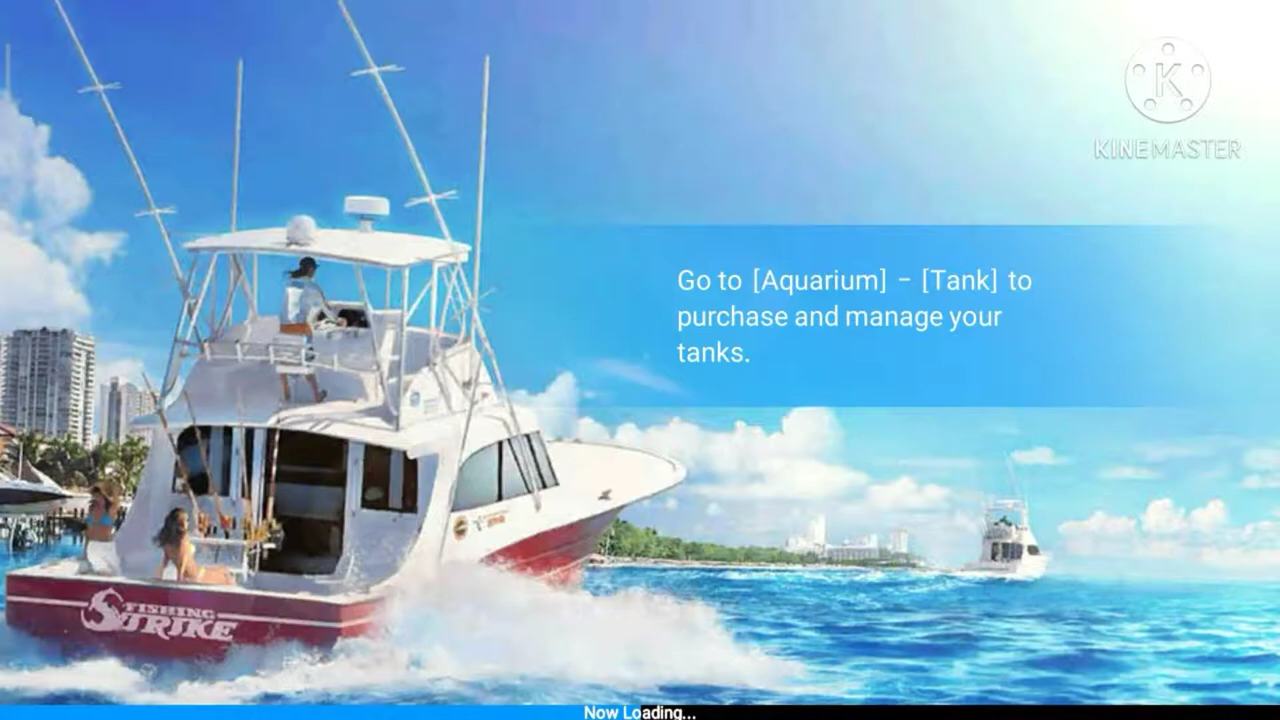 KINEMASTER
Go to [Aquarium] - [Tank] to
purchase and manage your
tanks.
FISHING
STRIKE
Now Loading...